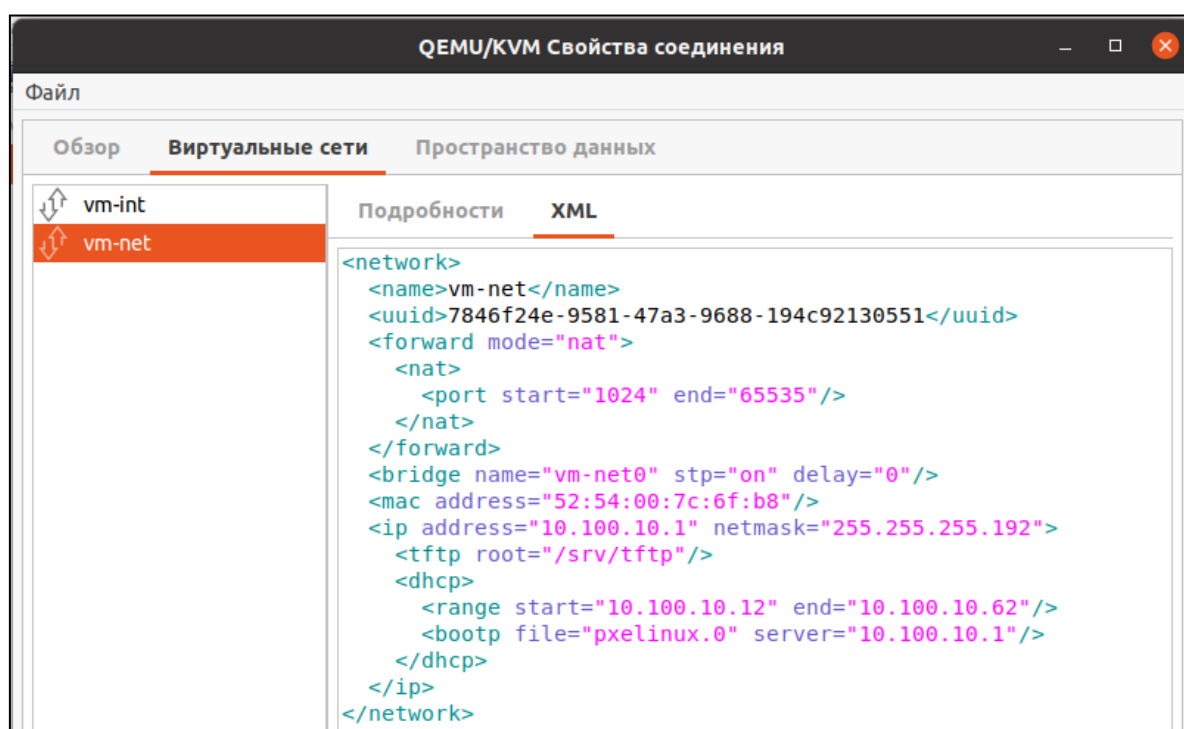 QEMU/KVM Свойства соединения
Файл
Обзор Виртуальные сети Пространство данных
vm-int
vm-net
Подробности XML
<network>
  <name>vm-net</name>
  <uuid>7846f24e-9581-47a3-9688-194c92130551</uuid>
  <forward mode="nat">
    <nat>
      <port start="1024" end="65535"/>
    </nat>
  </forward>
  <bridge name="vm-net0" stp="on" delay="0"/>
  <mac address="52:54:00:7c:6f:b8"/>
  <ip address="10.100.10.1" netmask="255.255.255.192">
    <tftp root="/srv/tftp"/>
    <dhcp>
      <range start="10.100.10.12" end="10.100.10.62"/>
      <bootp file="pxelinux.0" server="10.100.10.1"/>
    </dhcp>
  </ip>
</network>